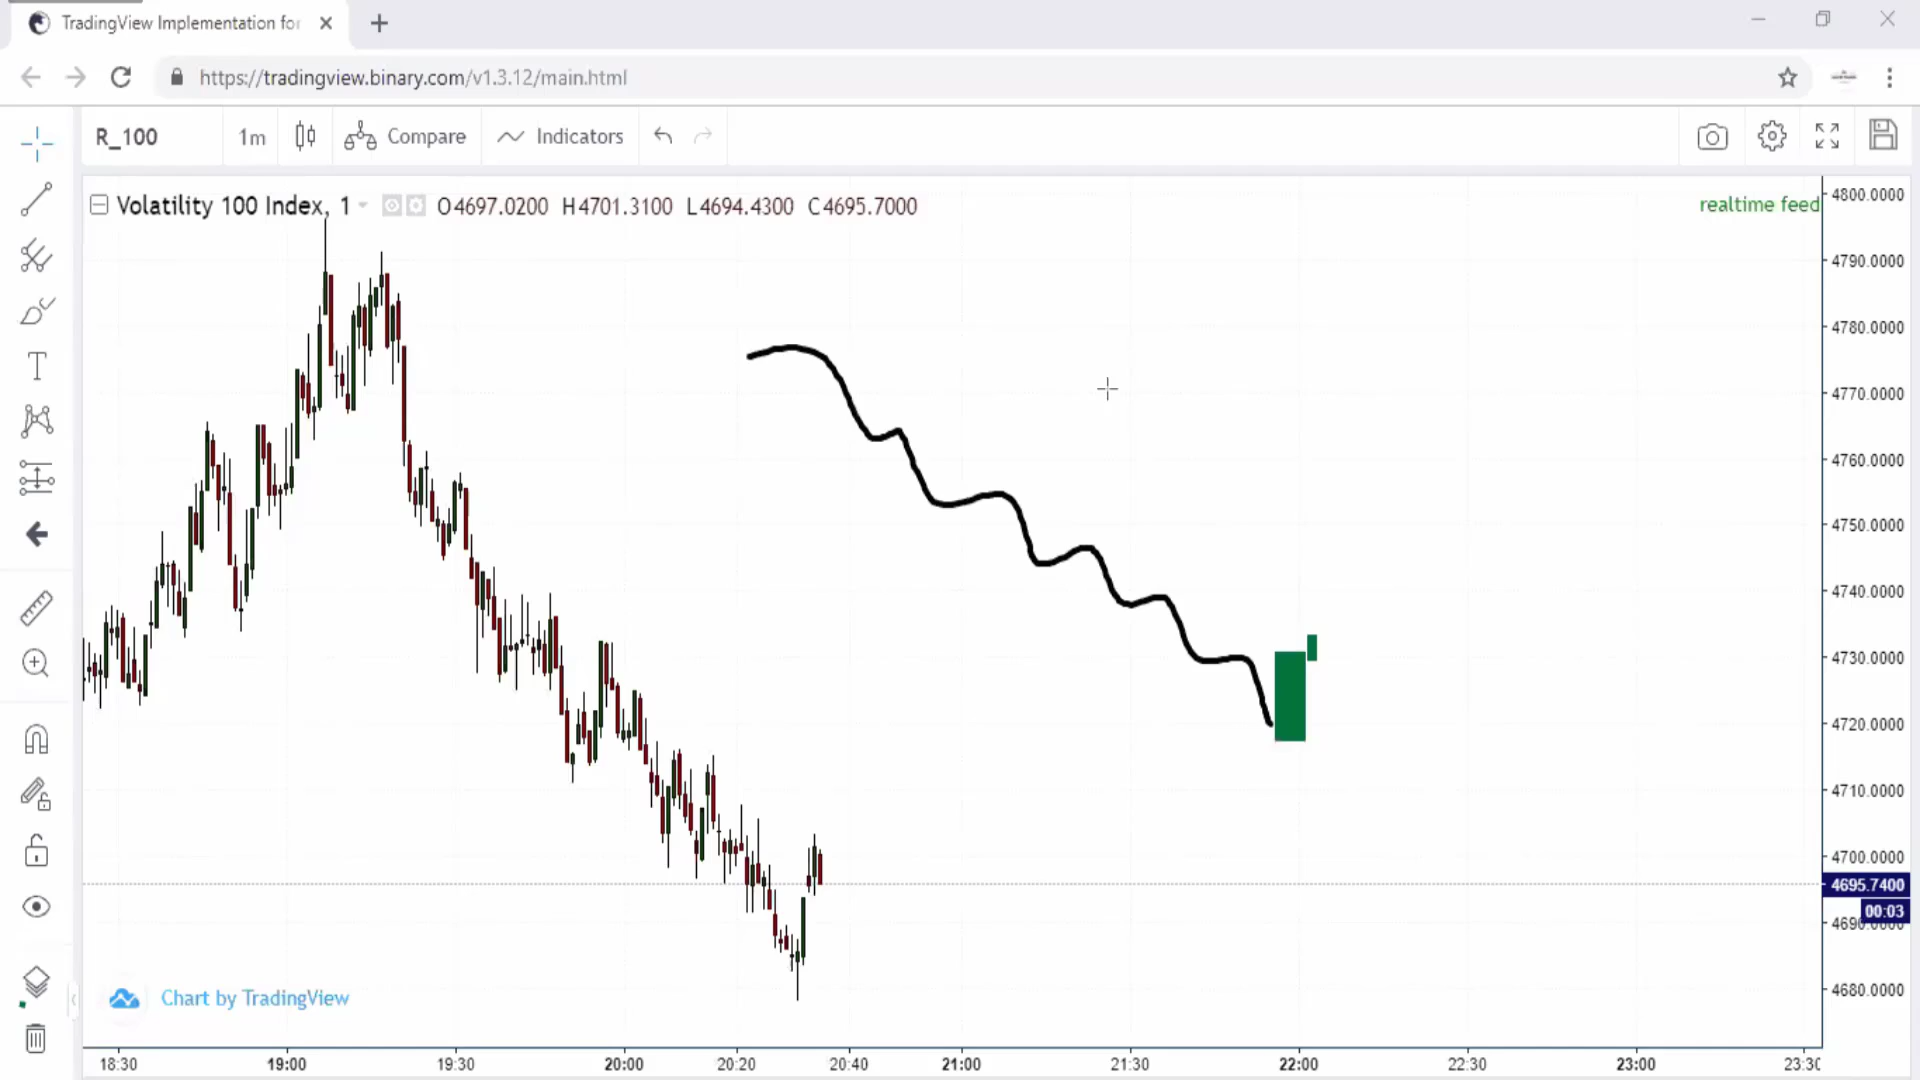 TradingView Implementation for
https://tradingview.binary.com/v1.3.12/main.html
R_100 1m Compare Indicators
Volatility 100 Index, 1 O4697.0200 H4701.3100 L4694.4300 C4695.7000
realtime feed
4800.0000
4790.0000
4780.0000
4770.0000
4760.0000
4750.0000
4740.0000
4730.0000
4720.0000
4710.0000
4700.0000
4695.7400
00:03
4690.0000
4680.0000
Chart by TradingView
18:30 19:00 19:30 20:00 20:20 20:40 21:00 21:30 22:00 22:30 23:00